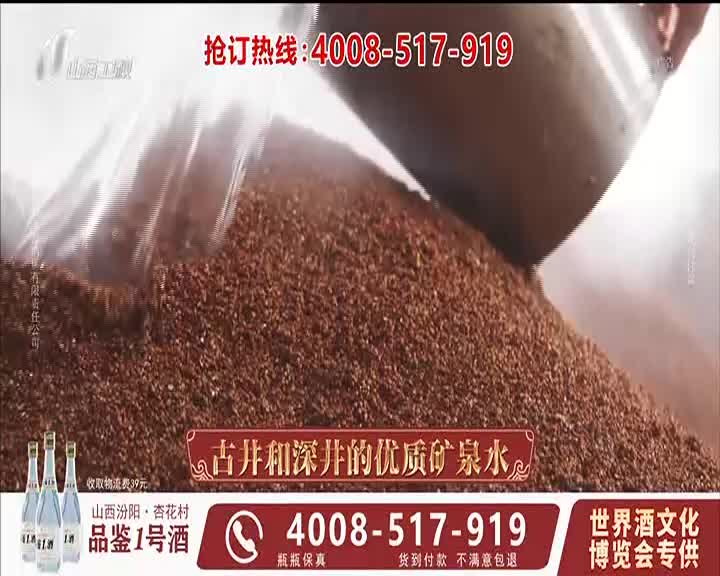 抢订热线:4008-517-919
山西卫视
有限责任公司
古井和深井的优质矿泉水
收取物流费39元
山西汾阳·杏花村
品鉴1号酒
4008-517-919
瓶瓶保真 货到付款 不满意包退
世界酒文化
博览会专供